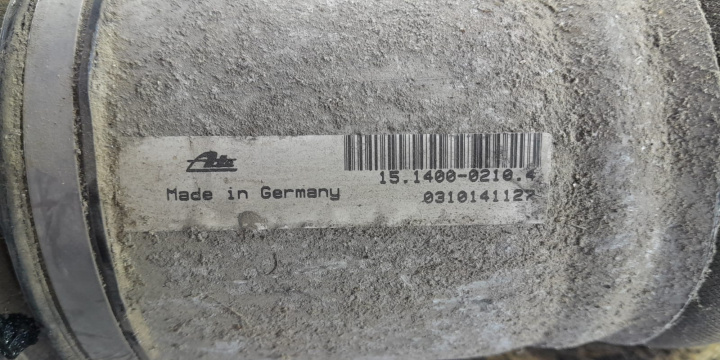 Ate
15.1400-0210.4
Made in Germany
0310141127